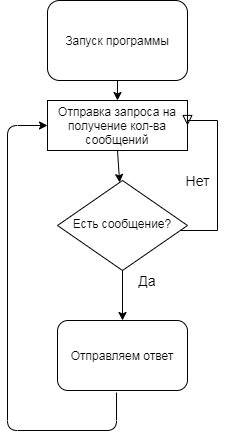 Запуск программы
Отправка запроса на
получение кол-ва
сообщений
Нет
Есть сообщение?
Да
Отправляем ответ